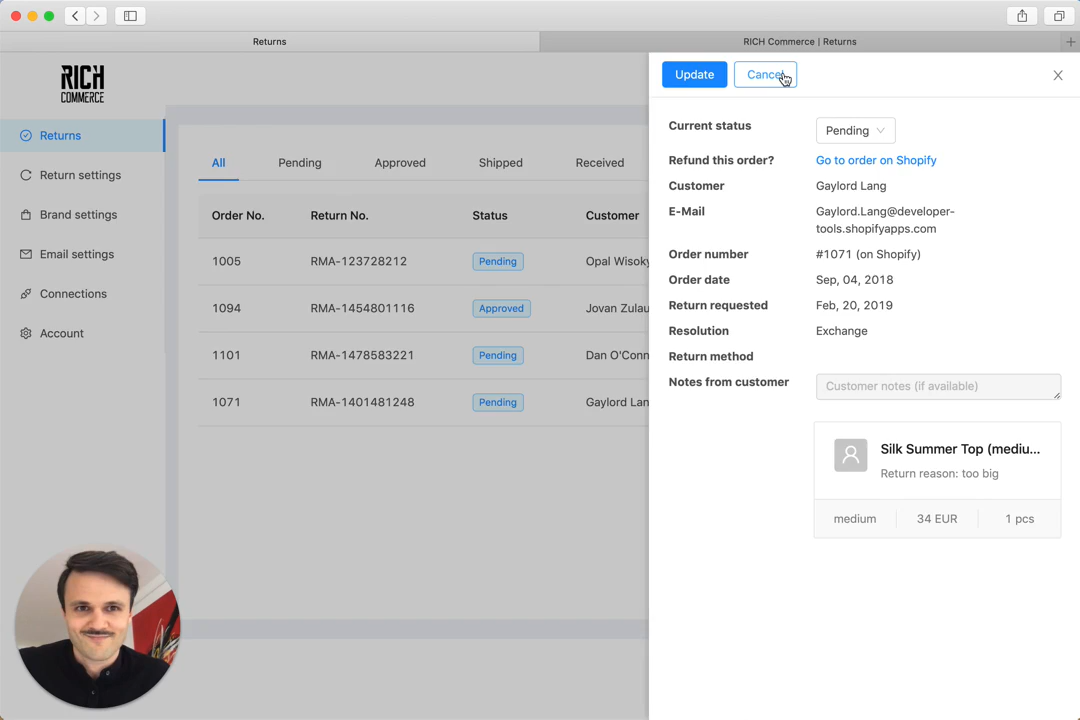 Returns
RICH Commerce | Returns
RICH
COMMERCE
Returns
Return settings
Brand settings
Email settings
Connections
Account
All Pending Approved Shipped Received
Order No. Return No. Status Customer
1005 RMA-123728212 Pending Opal Wisoky
1094 RMA-1454801116 Approved Jovan Zulau
1101 RMA-1478583221 Pending Dan O'Conn
1071 RMA-1401481248 Pending Gaylord Lan
Update Cancel
Current status Pending
Refund this order? Go to order on Shopify
Customer Gaylord Lang
E-Mail Gaylord.Lang@developer-
tools.shopifyapps.com
Order number #1071 (on Shopify)
Order date Sep, 04, 2018
Return requested Feb, 20, 2019
Resolution Exchange
Return method
Notes from customer Customer notes (if available)
Silk Summer Top (mediu...
Return reason: too big
medium 34 EUR 1 pcs